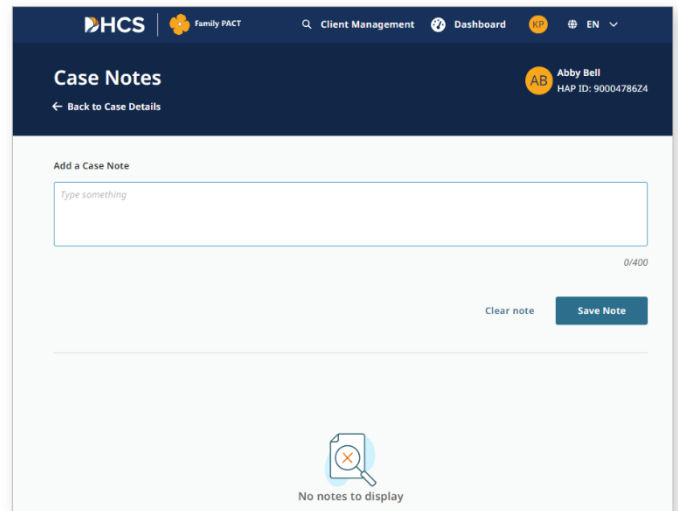 DHCS Family PACT Client Management Dashboard KP EN
Case Notes
Back to Case Details
AB Abby Bell
HAP ID: 90004786Z4
Add a Case Note
Type something
0/400
Clear note Save Note
No notes to display